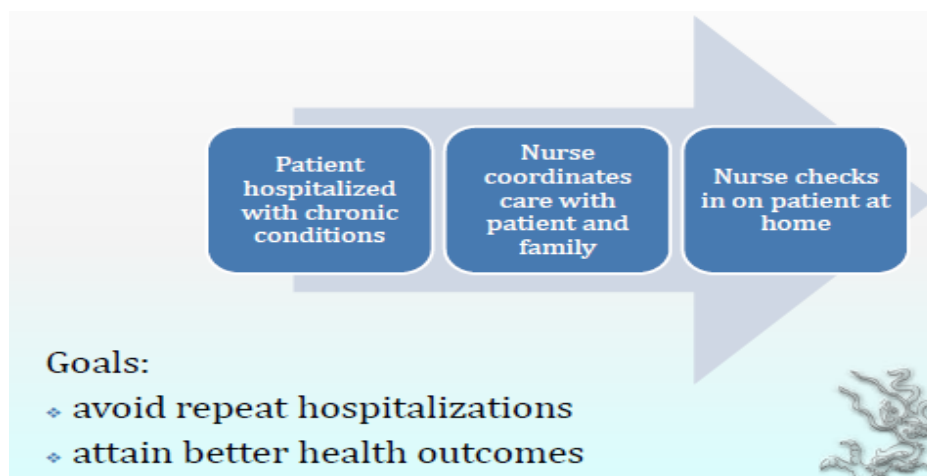 Patient
hospitalized
with chronic
conditions
Nurse
coordinates
care with
patient and
family
Nurse checks
in on patient at
home
Goals:
❖ avoid repeat hospitalizations
❖ attain better health outcomes